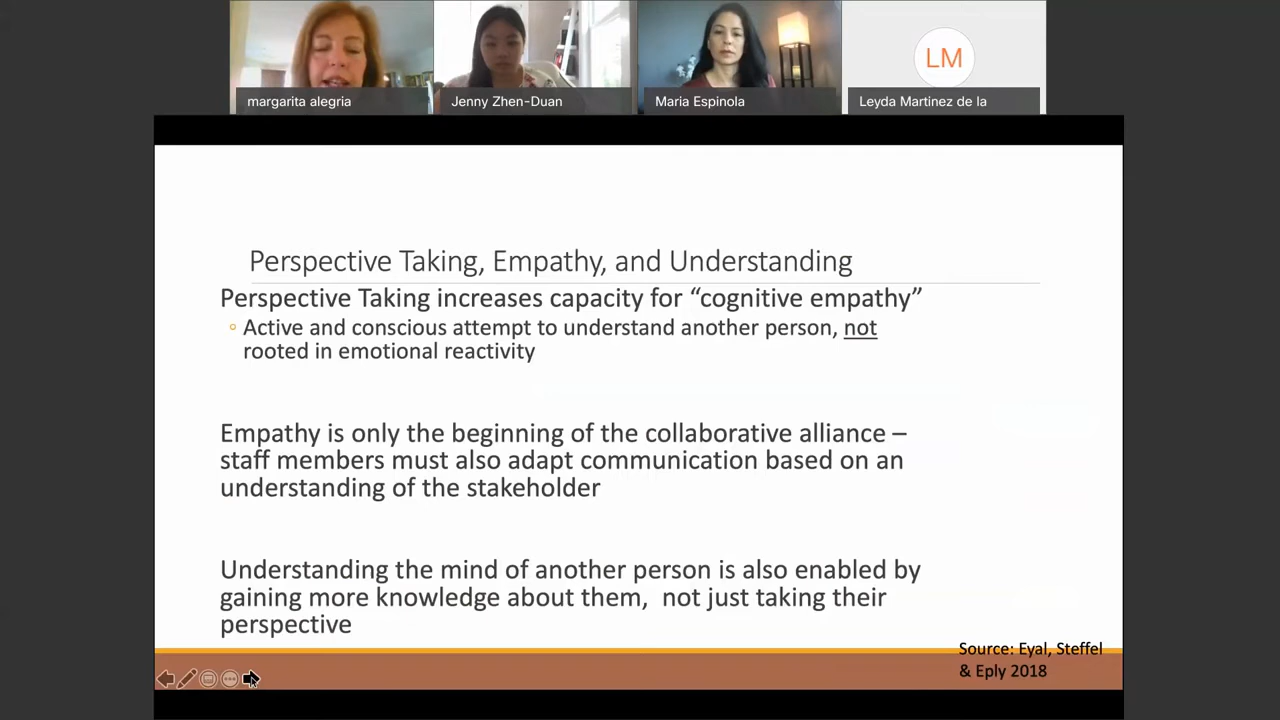 margarita alegria
Jenny Zhen-Duan
Maria Espinola
LM
Leyda Martinez de la
Perspective Taking, Empathy, and Understanding
Perspective Taking increases capacity for “cognitive empathy”
Active and conscious attempt to understand another person, not
rooted in emotional reactivity
Empathy is only the beginning of the collaborative alliance –
staff members must also adapt communication based on an
understanding of the stakeholder
Understanding the mind of another person is also enabled by
gaining more knowledge about them,  not just taking their
perspective
Source: Eyal, Steffel
& Eply 2018